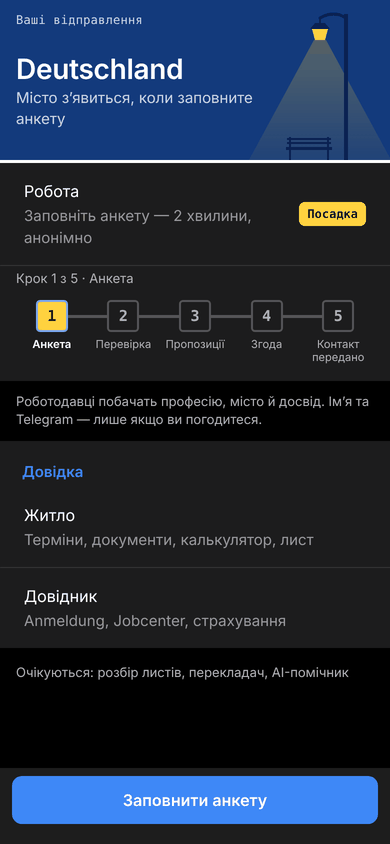 Ваші відправлення
Deutschland
Місто зʼявиться, коли заповните
анкету
Робота
Заповніть анкету — 2 хвилини,
анонімно
Посадка
Крок 1 з 5 · Анкета
1
2
3
4
5
Анкета
Перевірка
Пропозиції
Згода
Контакт
передано
Роботодавці побачать професію, місто й досвід. Імʼя та
Telegram — лише якщо ви погодитеся.
Довідка
Житло
Терміни, документи, калькулятор, лист
Довідник
Anmeldung, Jobcenter, страхування
Очікуються: розбір листів, перекладач, AI-помічник
Заповнити анкету